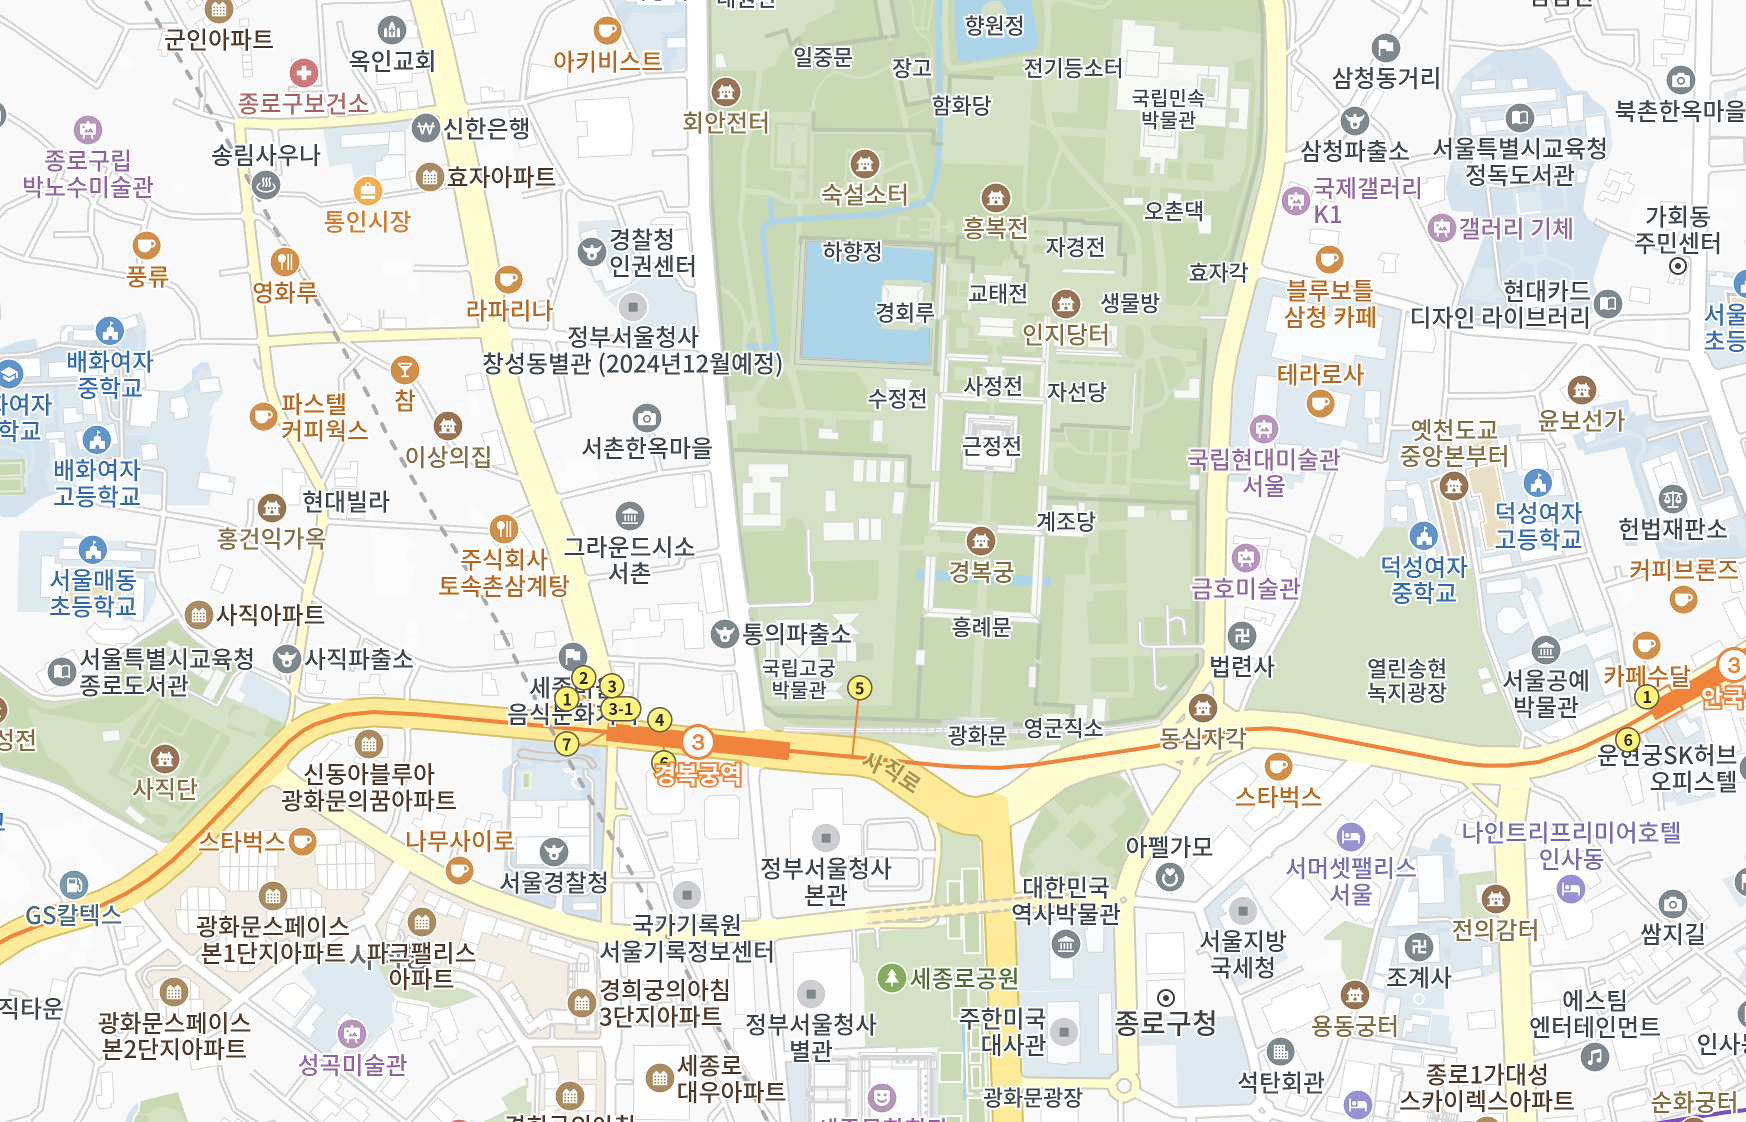 군인아파트
옥인교회
아키비스트
종로구보건소
신한은행
종로구립
박노수미술관
송림사우나
효자아파트
통인시장
풍류
영화루
라파리나
경찰청
인권센터
정부서울청사
창성동별관 (2024년12월예정)
배화여자
중학교
참
파스텔
커피웍스
이상의집
서촌한옥마을
배화여자
고등학교
현대빌라
홍건익가옥
주식회사
토속촌삼계탕
그라운드시소
서촌
서울매동
초등학교
사직아파트
서울특별시교육청
종로도서관
사직파출소
통의파출소
국립고궁
박물관
일중문
장고
향원정
전기등소터
함화당
국립민속
박물관
회안전터
숙설소터
흥복전
오촌댁
자경전
하향정
경회루
교태전
생물방
효자각
인지당터
수정전
사정전
자선당
근정전
계조당
경복궁
흥례문
광화문
영군직소
동십자각
삼청동거리
삼청파출소
북촌한옥마을
서울특별시교육청
정독도서관
국제갤러리
K1
갤러리 기체
가회동
주민센터
블루보틀
삼청 카페
현대카드
디자인 라이브러리
테라로사
윤보선가
국립현대미술관
서울
옛천도교
중앙본부터
덕성여자
고등학교
헌법재판소
덕성여자
중학교
커피브론즈
금호미술관
법련사
열린송현
녹지광장
서울공예
박물관
카페수달
3
1
6
운현궁SK허브
오피스텔
2
3
1
3-1
4
5
7
3
경복궁역
사직로
사직단
신동아블루아
광화문의꿈아파트
스타벅스
나무사이로
서울경찰청
정부서울청사
본관
GS칼텍스
광화문스페이스
본1단지아파트
파크팰리스
아파트
국가기록원
서울기록정보센터
대한민국
역사박물관
아펠가모
스타벅스
서머셋팰리스
서울
나인트리프리미어호텔
인사동
전의감터
쌈지길
서울지방
국세청
조계사
세종로공원
광화문스페이스
본2단지아파트
경희궁의아침
3단지아파트
정부서울청사
별관
주한미국
대사관
종로구청
용동궁터
에스팀
엔터테인먼트
성곡미술관
세종로
대우아파트
광화문광장
석탄회관
종로1가대성
스카이렉스아파트
순화궁터